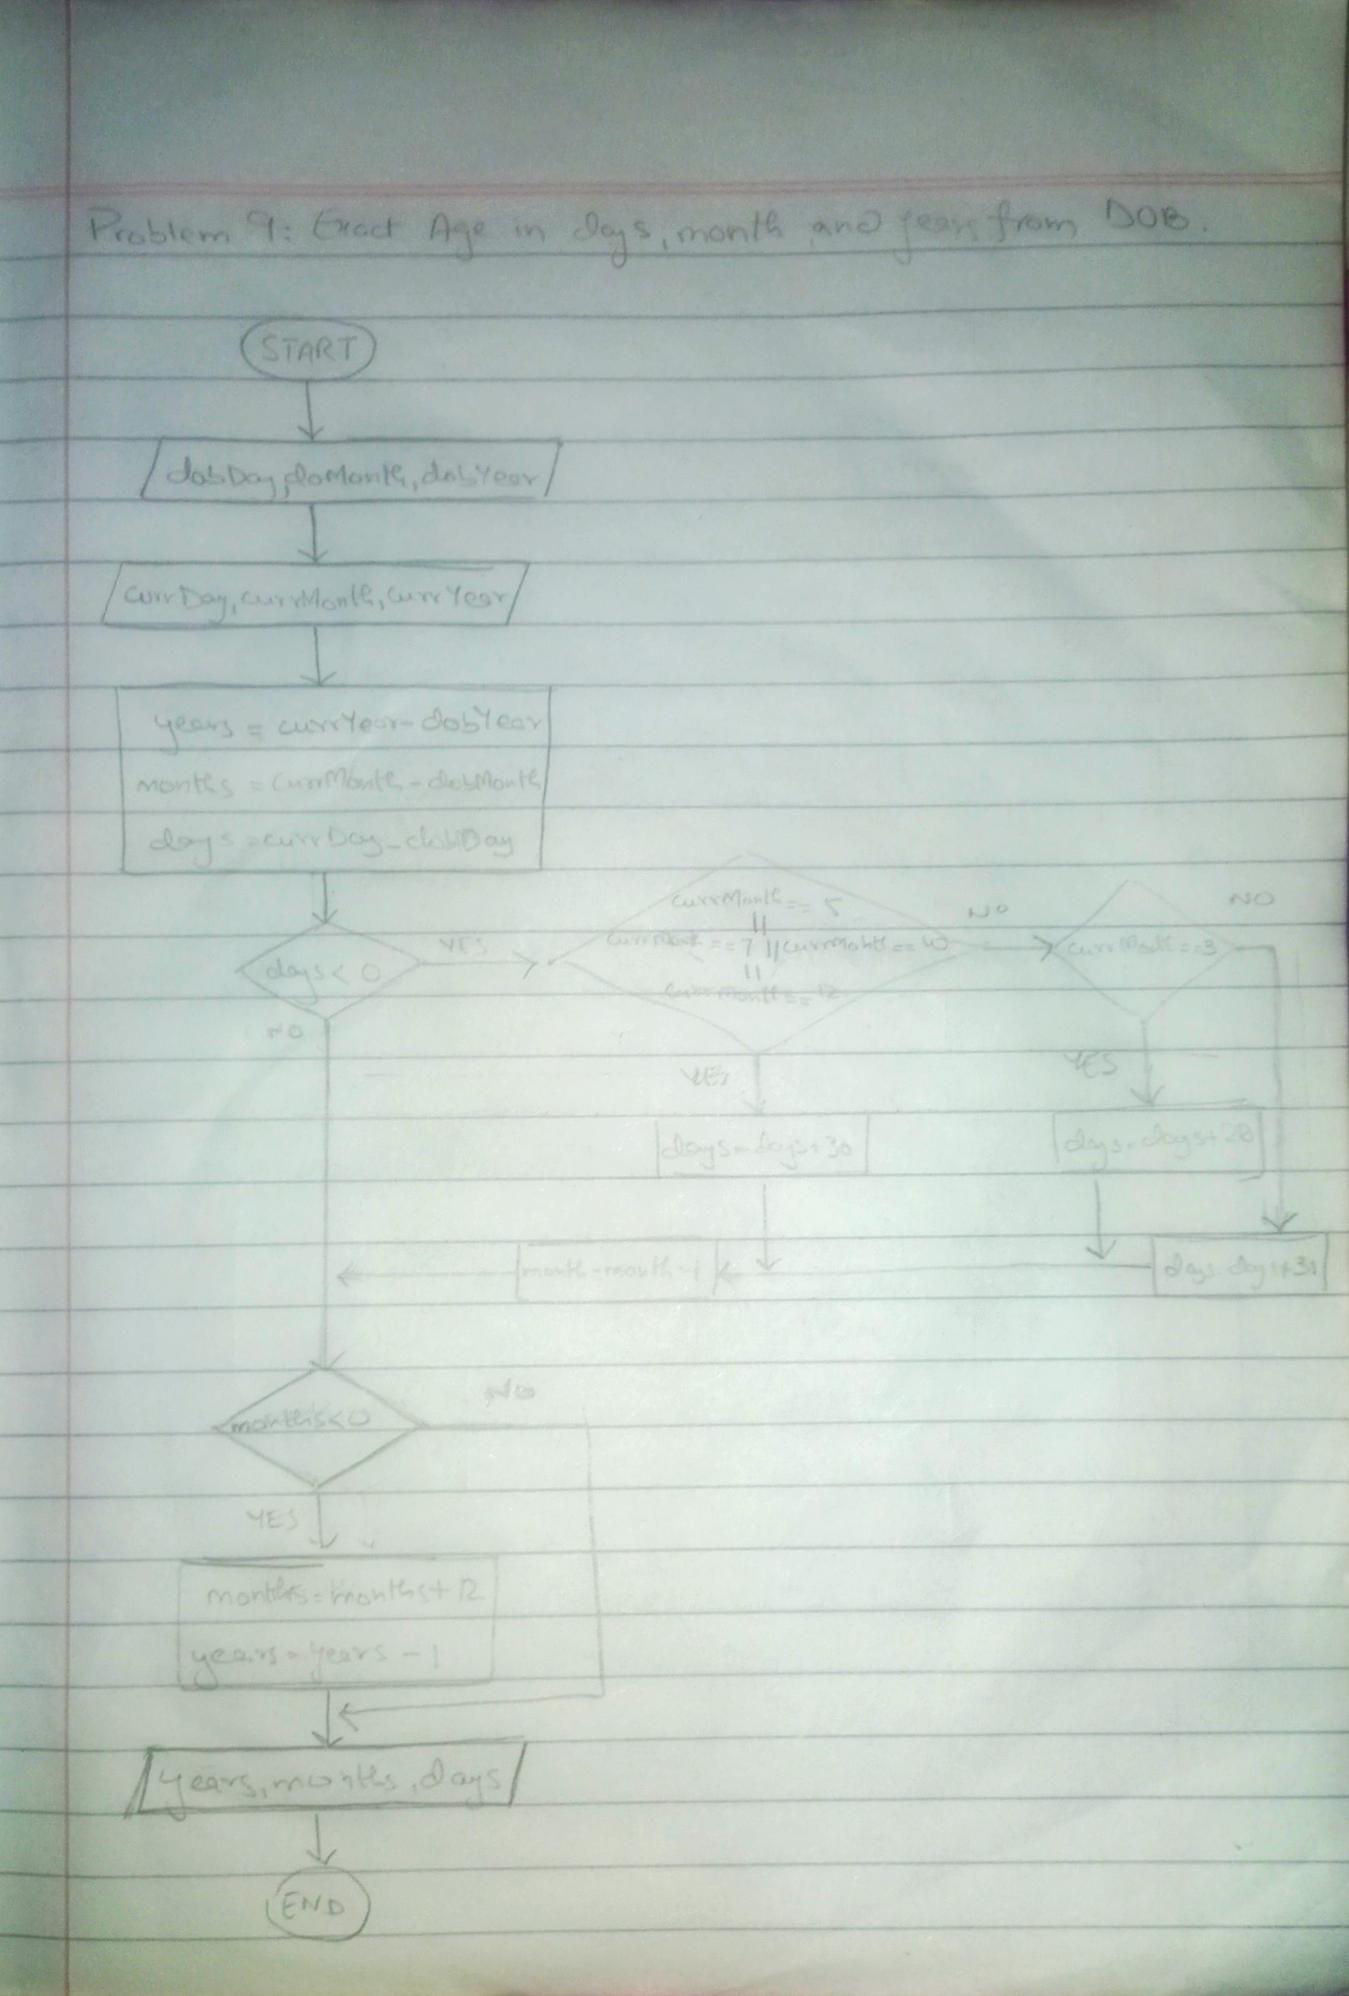 Problem 9: Exact Age in days, month and years from DOB.
START
dobDay, doMonth, dobYear
currDay, currMonth, currYear
years = currYear - dobYear
months = currMonth - dobMonth
days = currDay - dobDay
days < 0
YES
NO
currMonth == 5
||
currMonth == 7 || currMonth == 10
||
currMonth == 12
NO
YES
currMonth == 3
NO
YES
days = days + 30
days = days + 28
days = days + 31
month = month - 1
months < 0
NO
YES
months = months + 12
years = years - 1
years, months, days
END